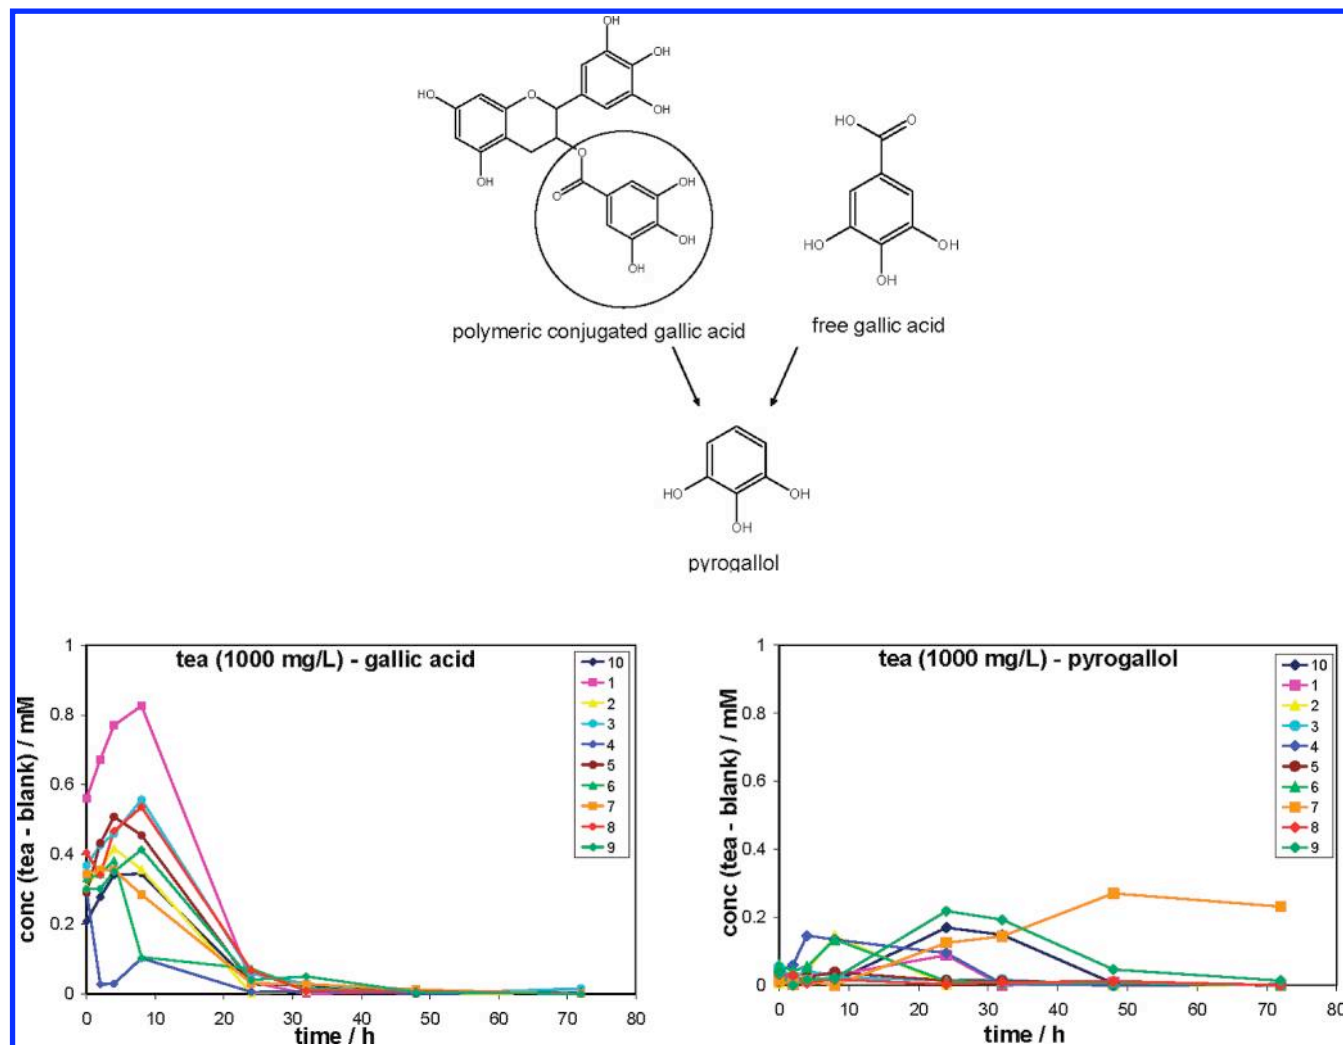 OH
OH
OH
HO
O
O
OH
O
OH
OH
OH
HO
O
HO
OH
OH
polymeric conjugated gallic acid
free gallic acid
HO
OH
OH
pyrogallol
tea (1000 mg/L) - gallic acid
conc (tea - blank) / mM
1
0.8
0.6
0.4
0.2
0
0 10 20 30 40 50 60 70 80
time / h
10
1
2
3
4
5
6
7
8
9
tea (1000 mg/L) - pyrogallol
conc (tea - blank) / mM
1
0.8
0.6
0.4
0.2
0
0 10 20 30 40 50 60 70 80
time / h
10
1
2
3
4
5
6
7
8
9